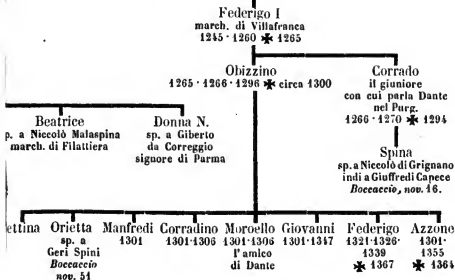 Federigo I
march. di Villafranca
1245 · 1260 ✠ 1265
Obizzino
1265 · 1266 · 1296 ✠ circa 1300
Corrado
il giuniore
con cui parla Dante
nel Purg.
1266 · 1270 ✠ 1294
Beatrice
p. a Niccolò Malaspina
march. di Filattiera
Donna N.
sp. a Giberto
da Correggio
signore di Parma
Spina
sp. a Niccolò di Grignano
indi a Giuffredi Capece
Boccaccio, nov. 16.
ettina
Orietta
sp. a
Geri Spini
Boccaccio
nov. 51
Manfredi
1301
Corradino
1301-1306
Moroello
1301·1306
l'amico
di Dante
Giovanni
1301·1317
Federigo
1321·1326·
1339
✠ 1367
Azzone
1301·
1355
✠ 1364